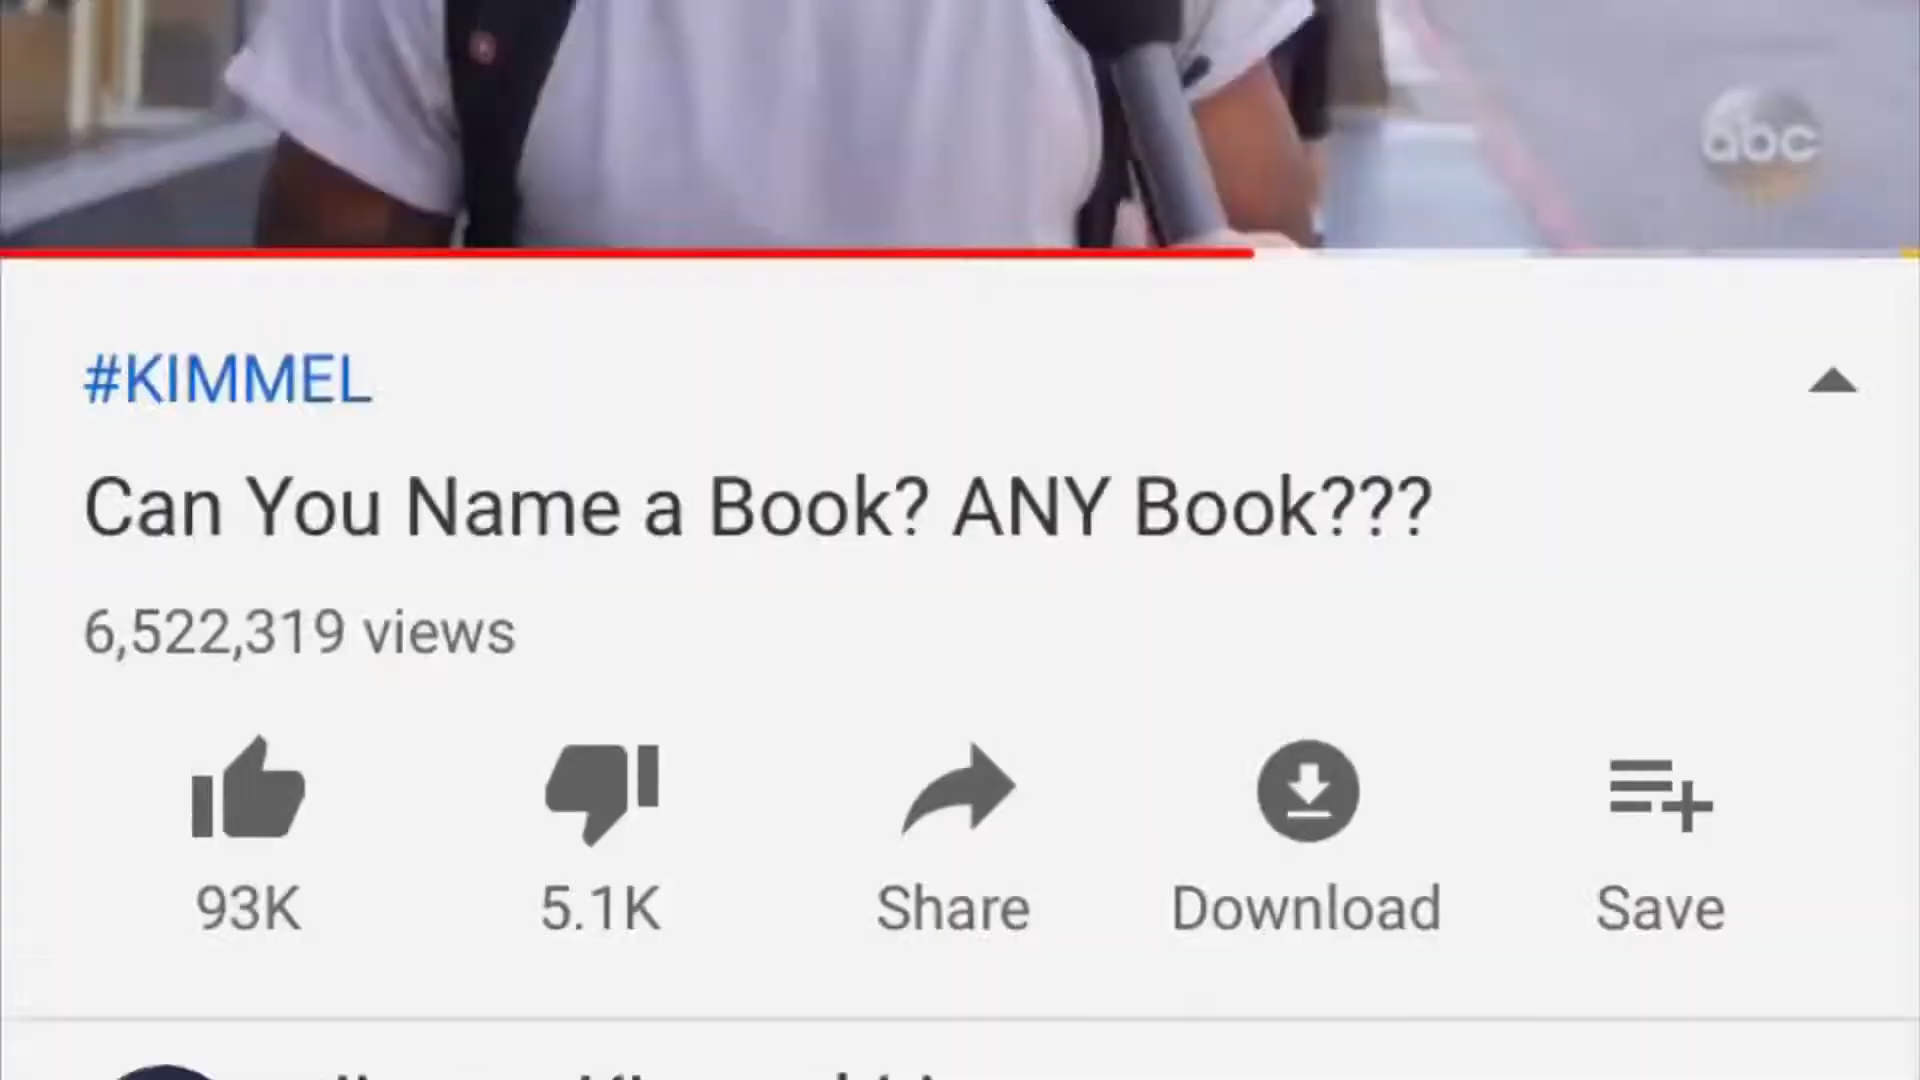 abc
#KIMMEL
Can You Name a Book? ANY Book???
6,522,319 views
93K 5.1K Share Download Save